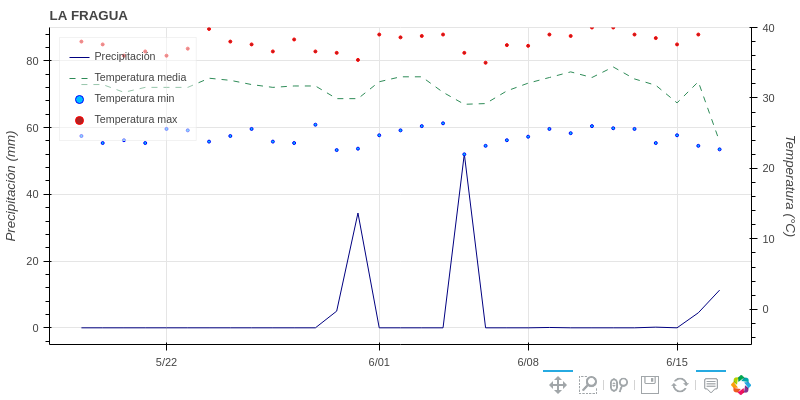 LA FRAGUA
Precipitación
Temperatura media
Temperatura min
Temperatura max
Precipitación (mm)
80
60
40
20
0
Temperatura (°C)
40
30
20
10
0
5/22
6/01
6/08
6/15